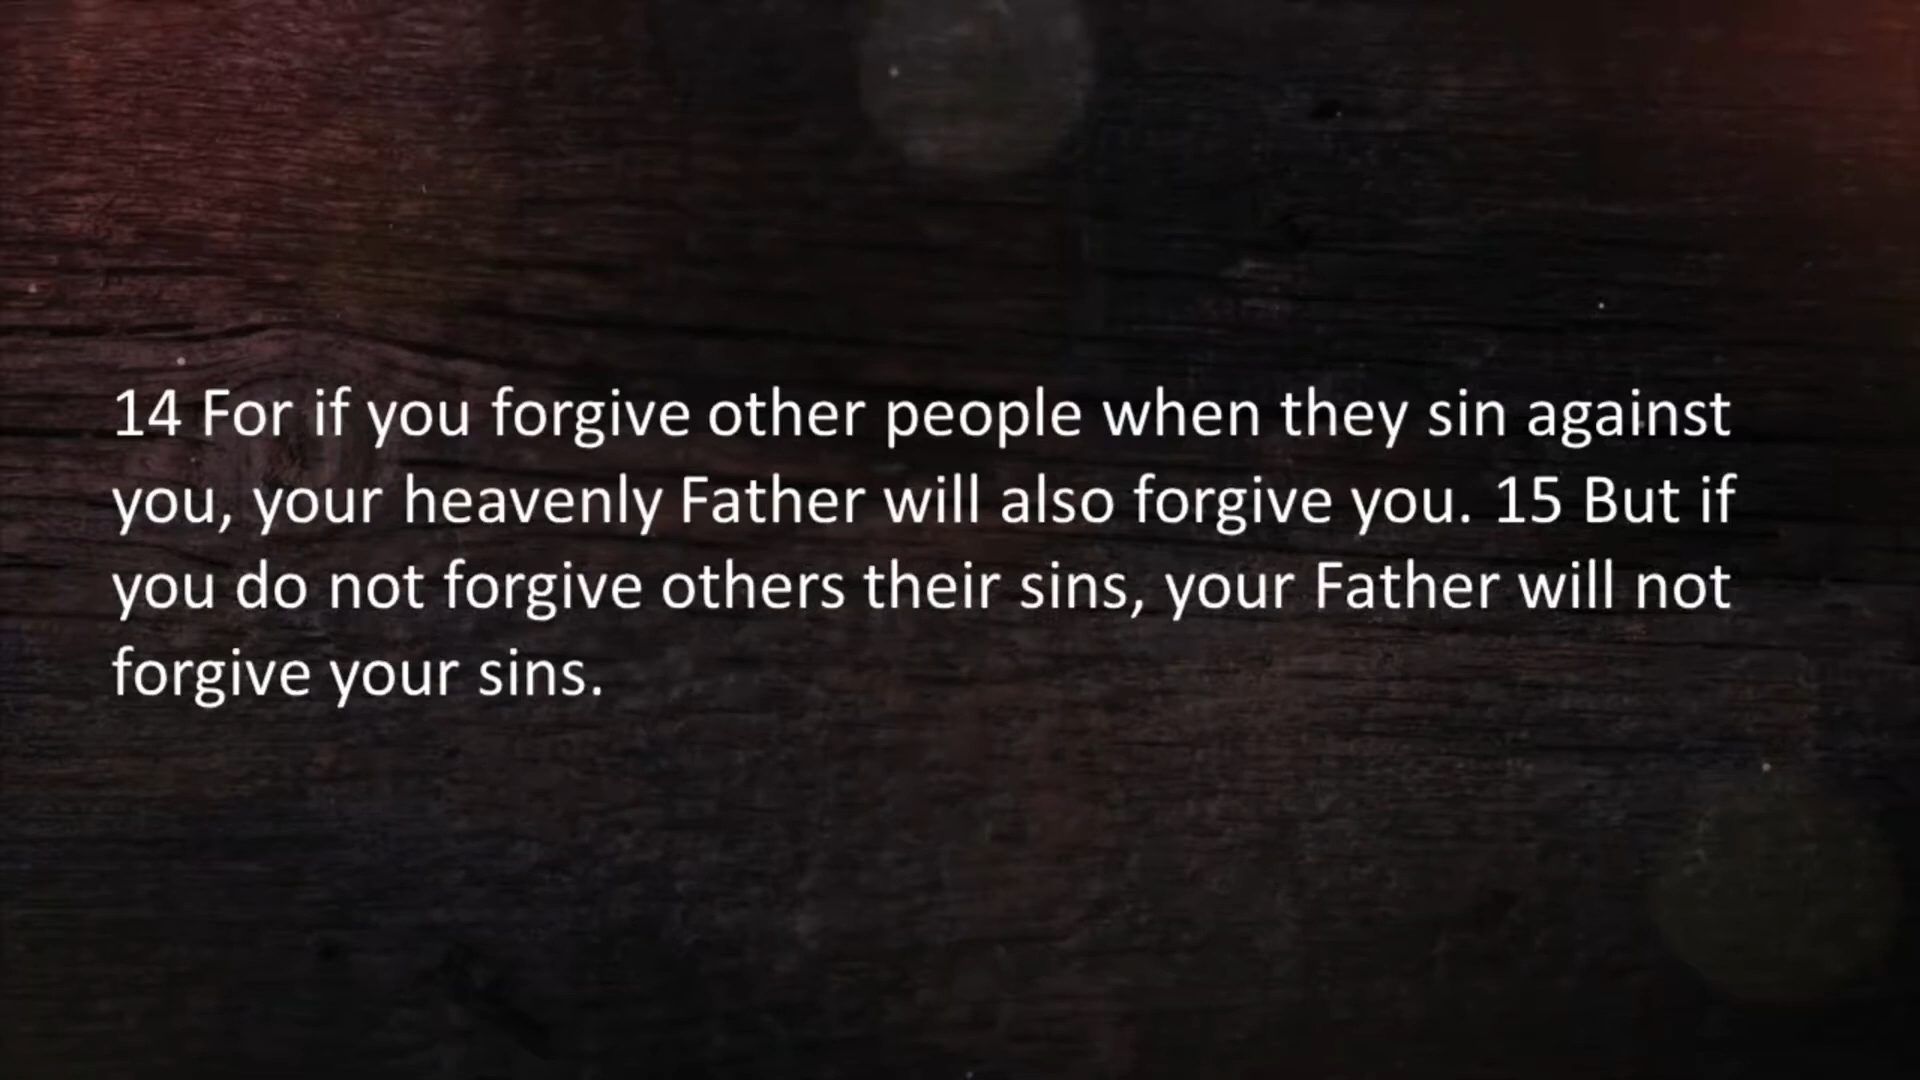 14 For if you forgive other people when they sin against
you, your heavenly Father will also forgive you. 15 But if
you do not forgive others their sins, your Father will not
forgive your sins.